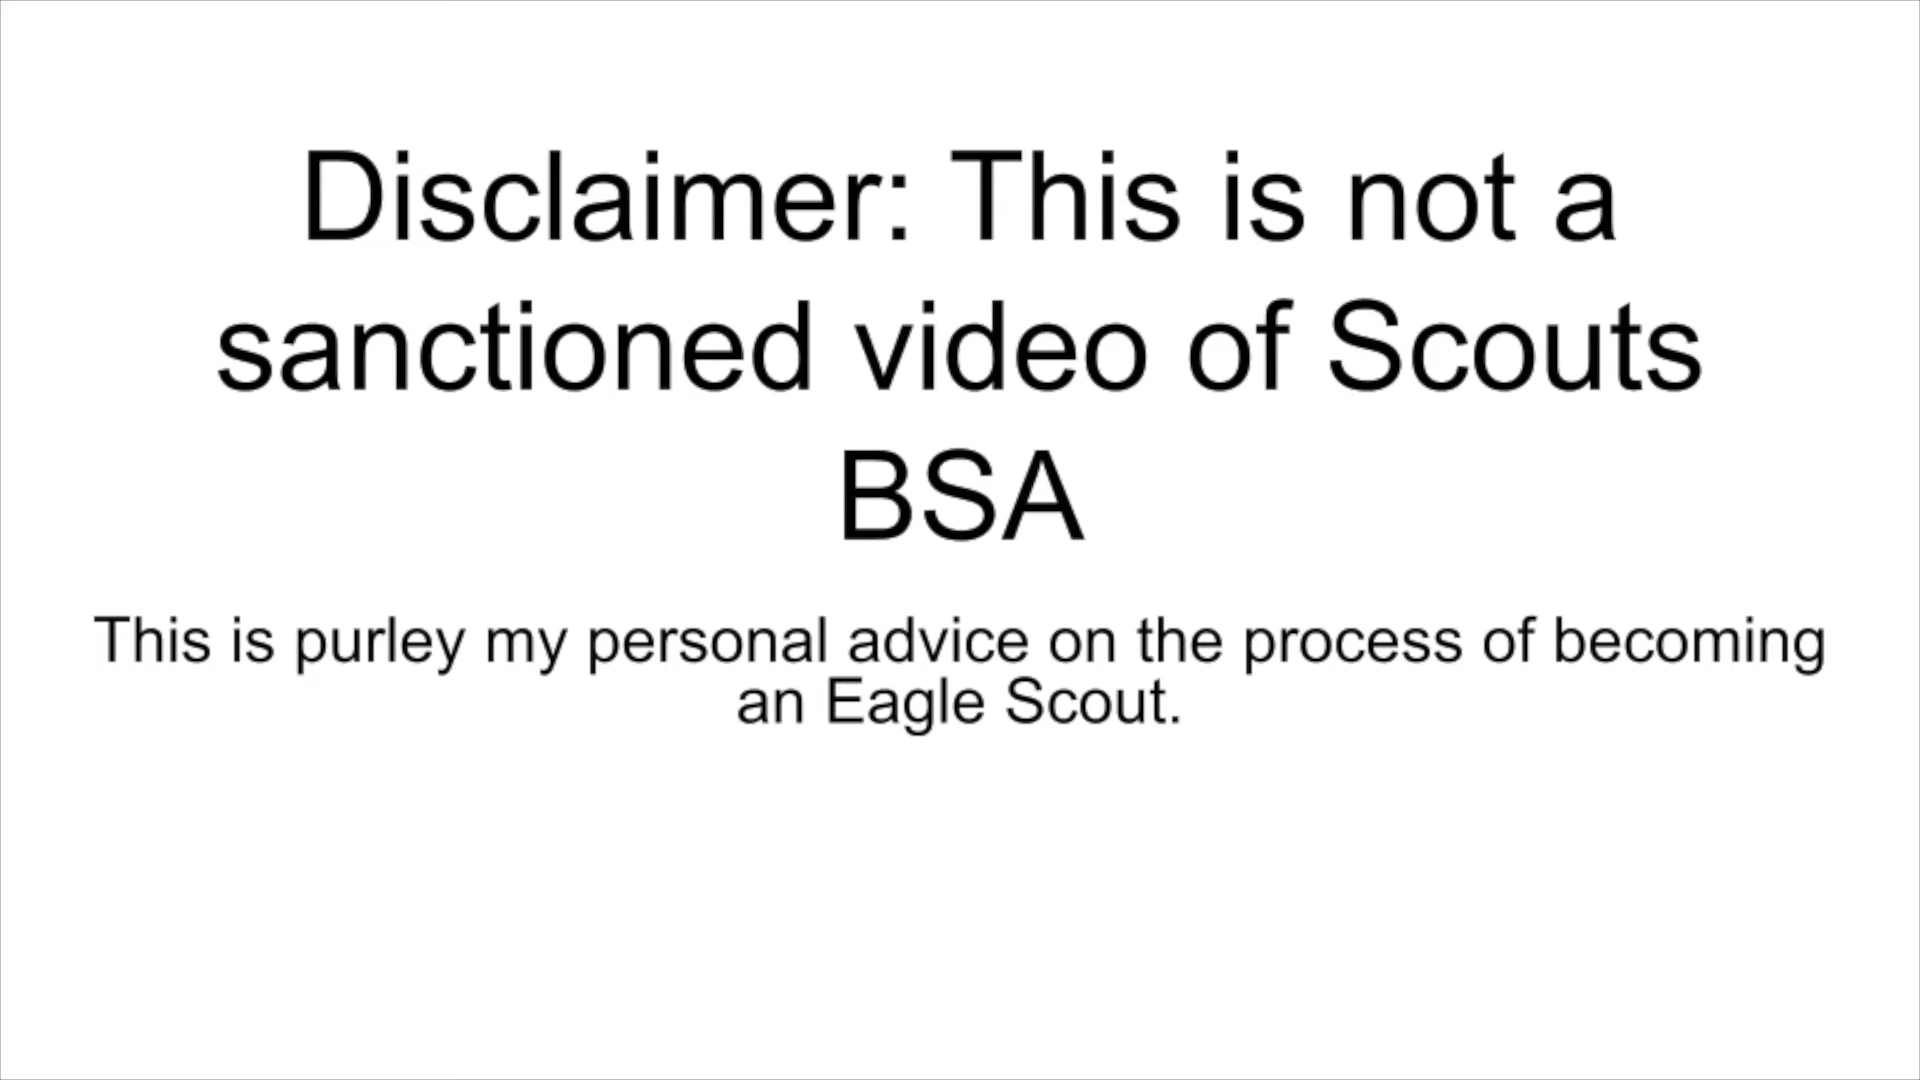 Disclaimer: This is not a
sanctioned video of Scouts
BSA
This is purley my personal advice on the process of becoming
an Eagle Scout.